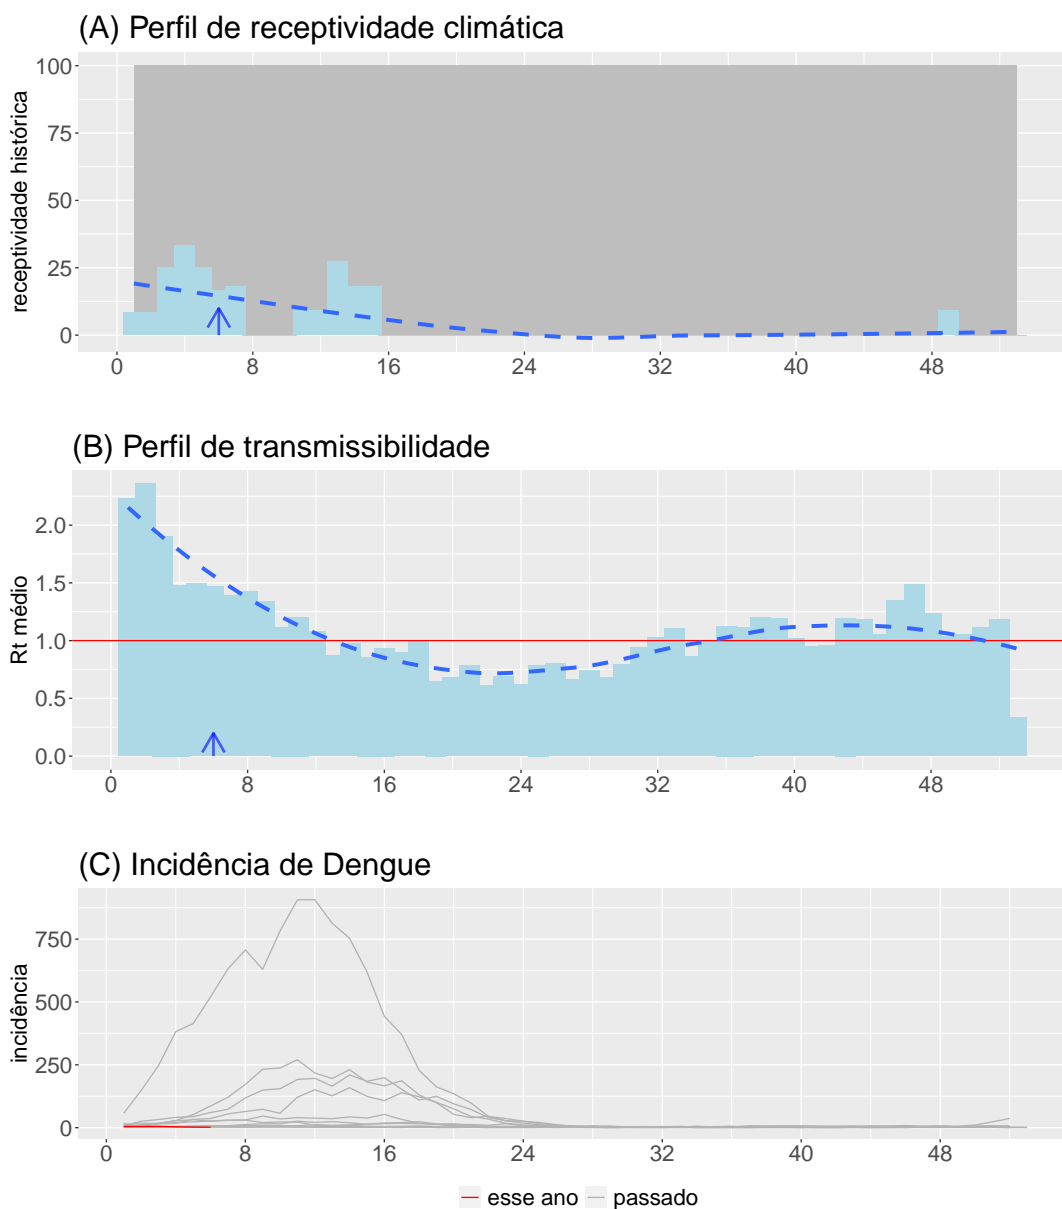 (A) Perfil de receptividade climática
receptividade histórica
100
75
50
25
0
0 8 16 24 32 40 48
(B) Perfil de transmissibilidade
Rt médio
2.0
1.5
1.0
0.5
0.0
0 8 16 24 32 40 48
(C) Incidência de Dengue
incidência
750
500
250
0
0 8 16 24 32 40 48
esse ano passado